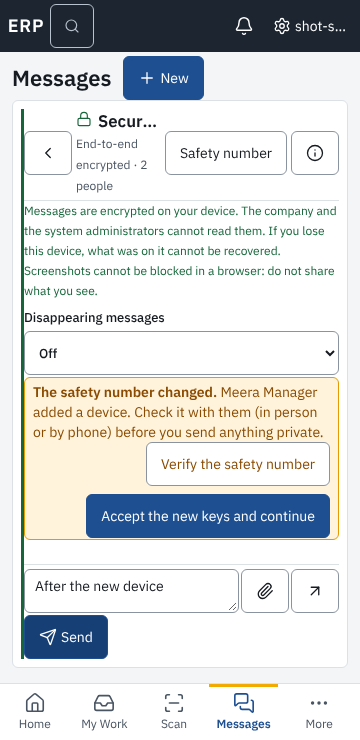 ERP
shot-s...
Messages
New
Secur...
End-to-end
encrypted · 2
people
Safety number
Messages are encrypted on your device. The company and
the system administrators cannot read them. If you lose
this device, what was on it cannot be recovered.
Screenshots cannot be blocked in a browser: do not share
what you see.
Disappearing messages
Off
The safety number changed. Meera Manager
added a device. Check it with them (in person
or by phone) before you send anything private.
Verify the safety number
Accept the new keys and continue
After the new device
Send
Home
My Work
Scan
Messages
More